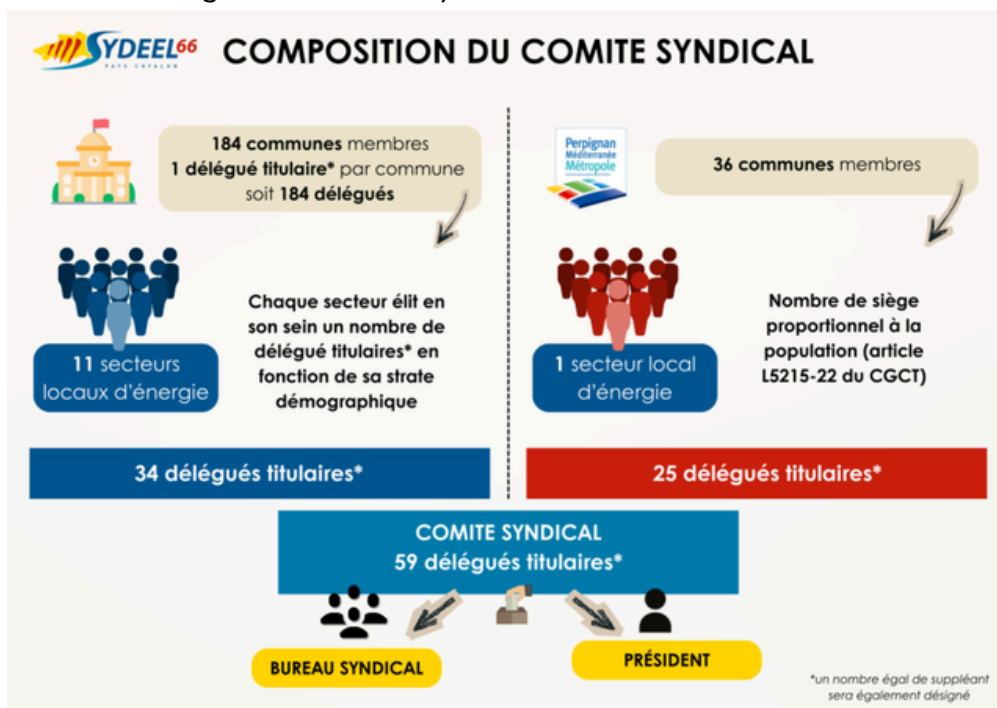 SYDEEL66
PAYS CATALAN
COMPOSITION DU COMITE SYNDICAL
184 communes membres
1 délégué titulaire* par commune
soit 184 délégués
Chaque secteur élit en
son sein un nombre de
délégué titulaires* en
fonction de sa strate
démographique
11 secteurs
locaux d'énergie
34 délégués titulaires*
Perpignan
Méditerranée
Métropole
36 communes membres
Nombre de siège
proportionnel à la
population (article
L5215-22 du CGCT)
1 secteur local
d'énergie
25 délégués titulaires*
COMITE SYNDICAL
59 délégués titulaires*
BUREAU SYNDICAL
PRÉSIDENT
*un nombre égal de suppléant
sera également désigné